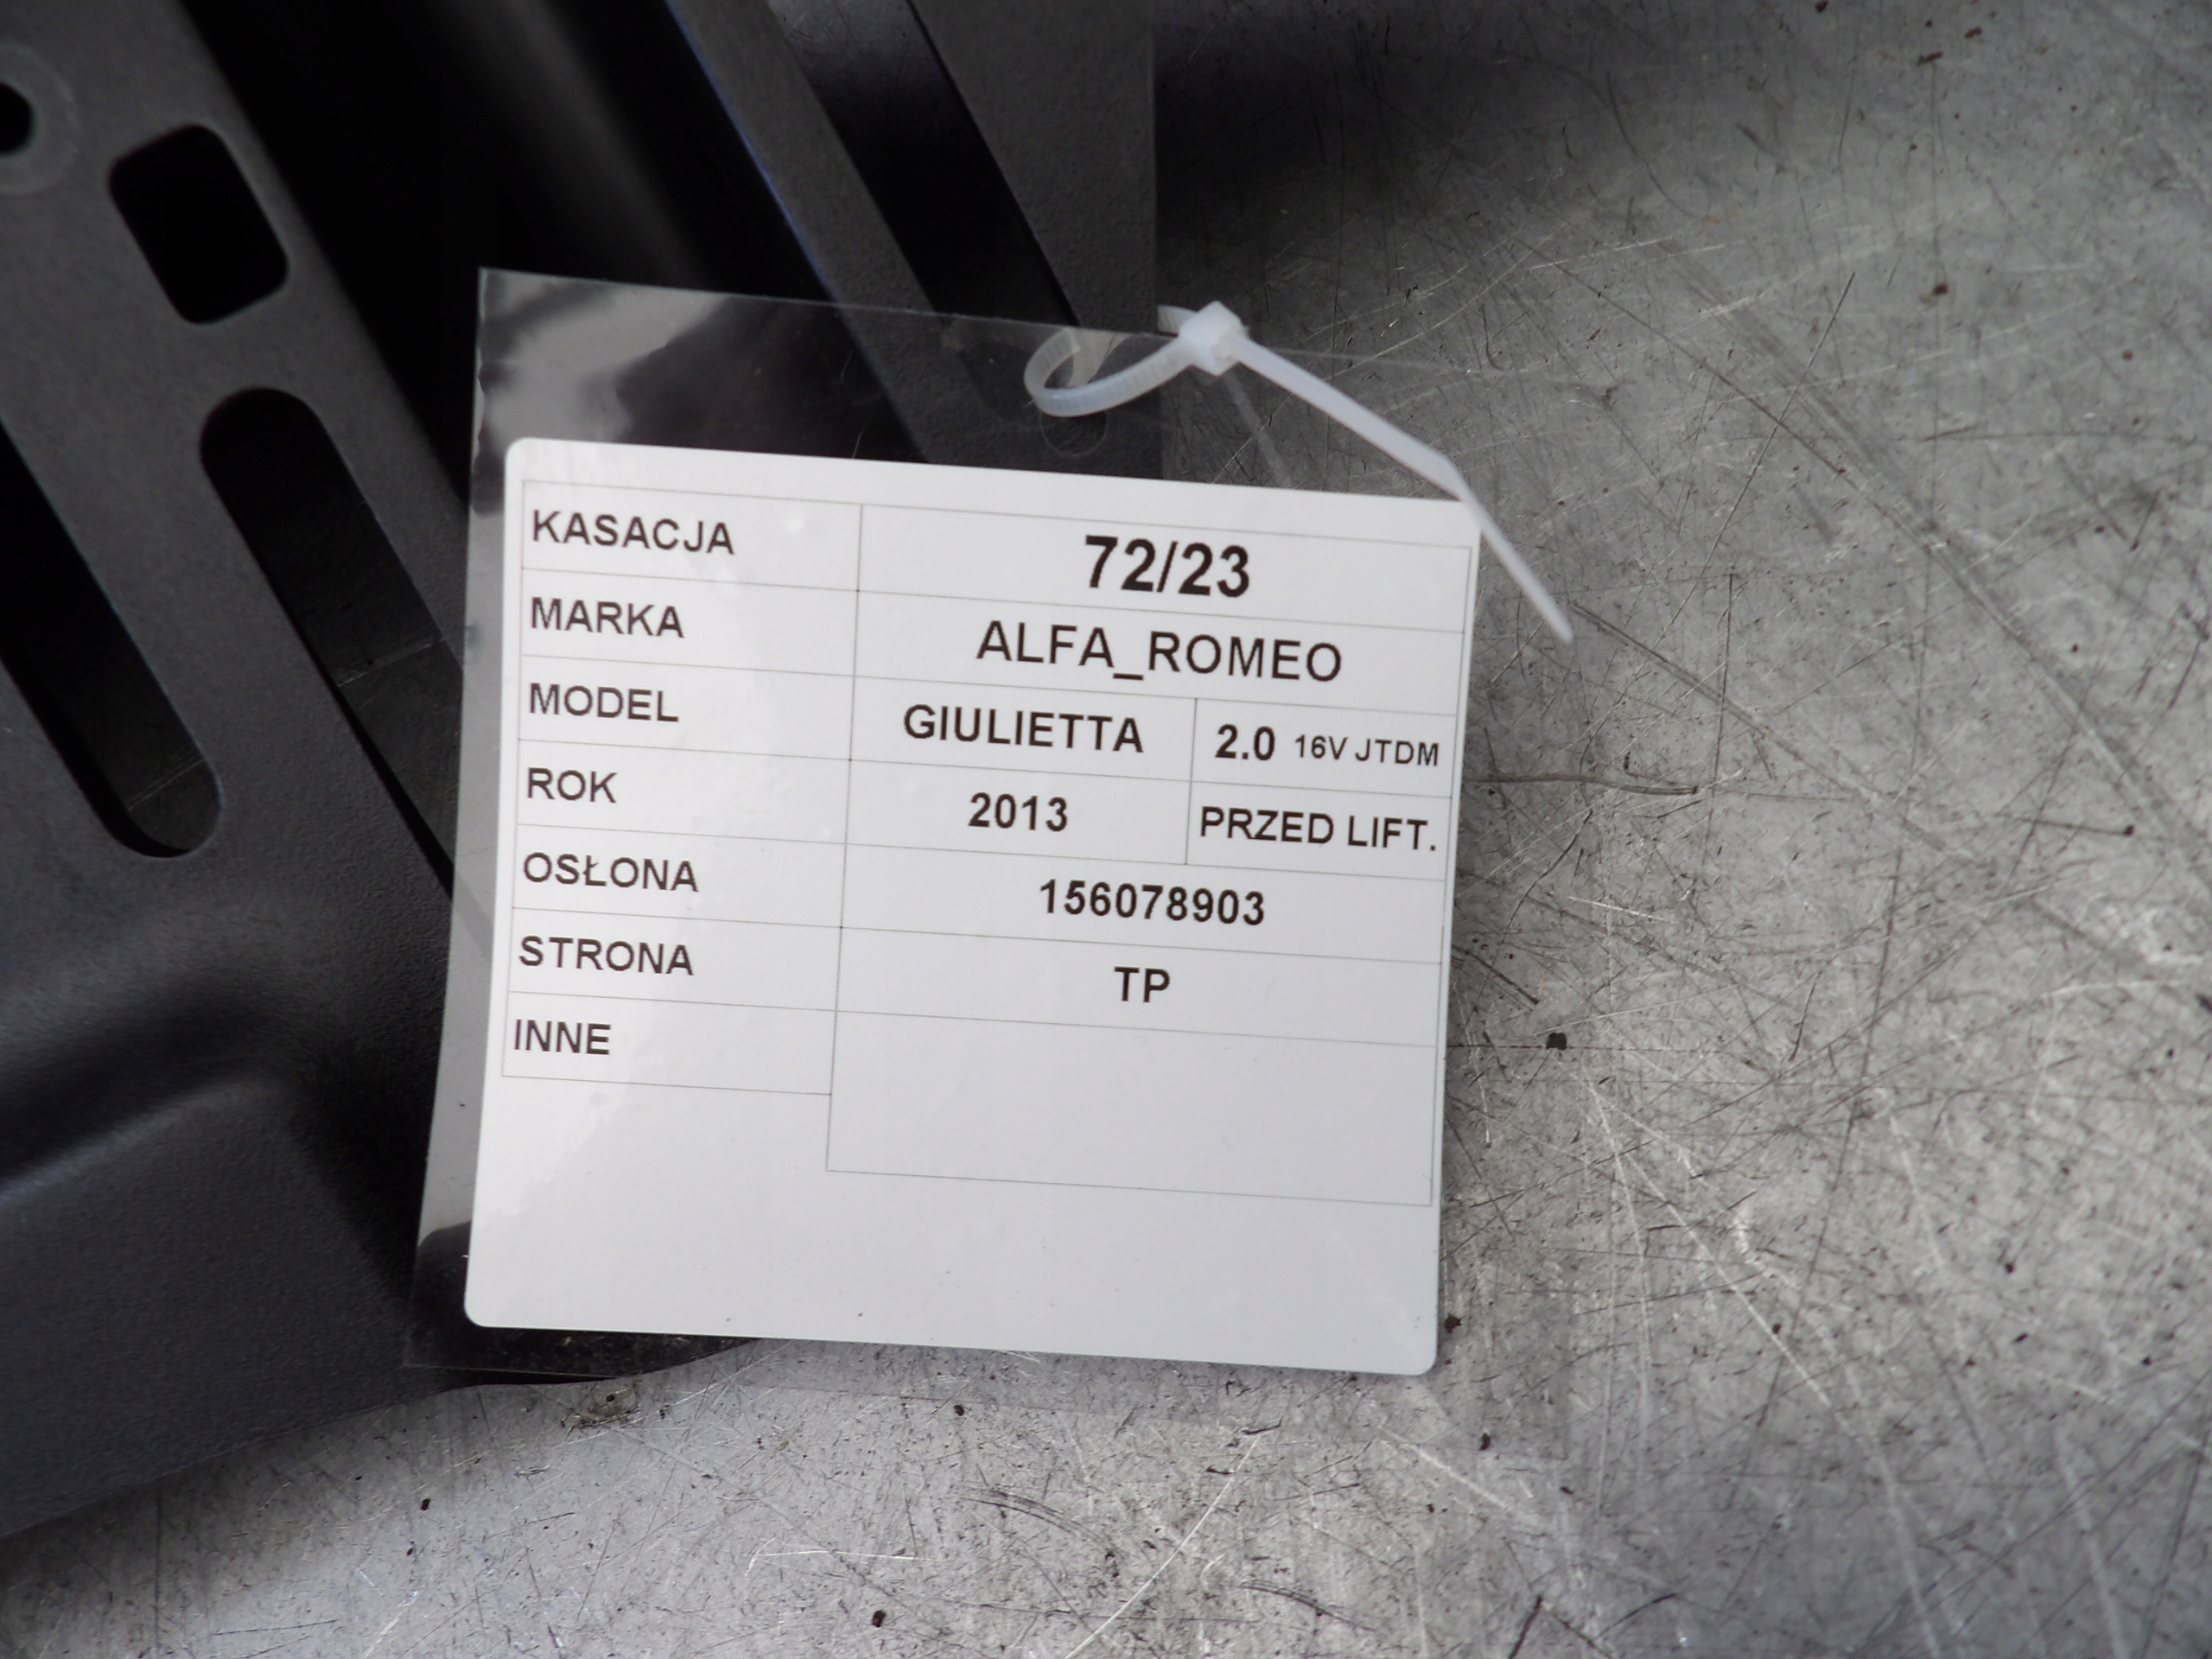 KASACJA 72/23
MARKA ALFA_ROMEO
MODEL GIULIETTA 2.0 16V JTDM
ROK 2013 PRZED LIFT.
OSŁONA 156078903
STRONA TP
INNE